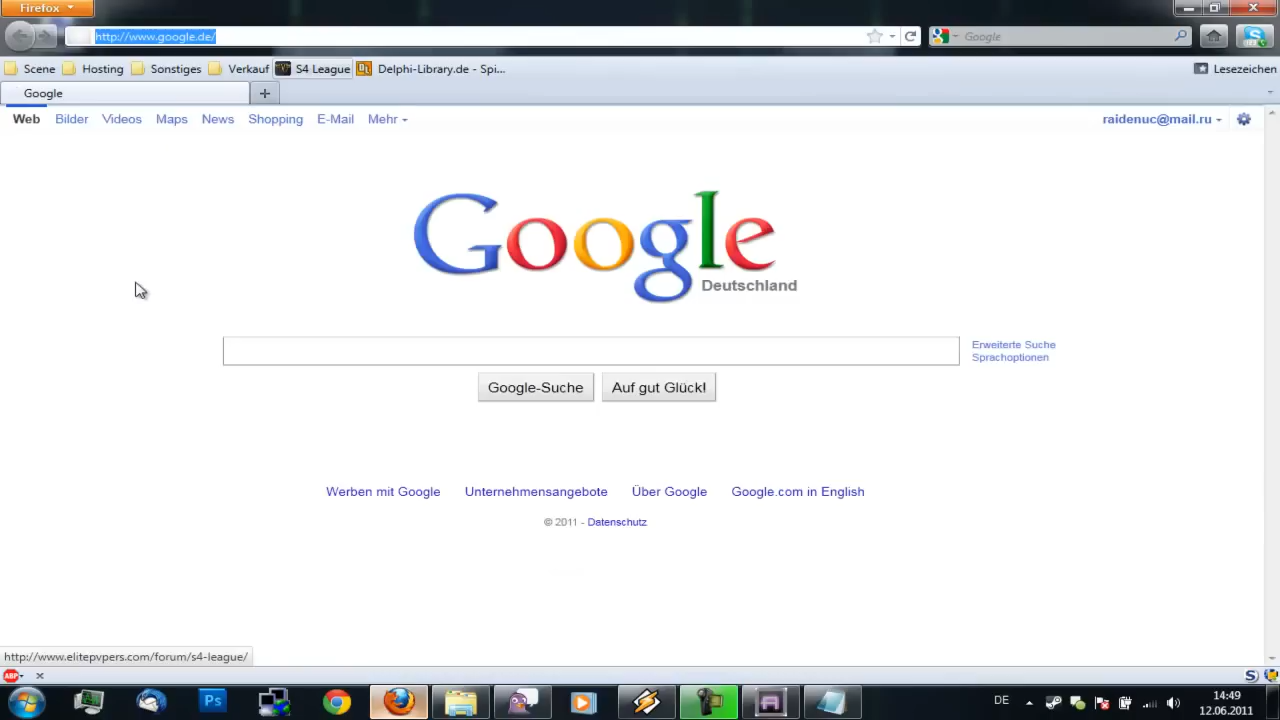 Firefox
http://www.google.de/
Google
Scene Hosting Sonstiges Verkauf S4 League Delphi-Library.de - Spi... Lesezeichen
Google
Web Bilder Videos Maps News Shopping E-Mail Mehr raidenuc@mail.ru
Google
Deutschland
Erweiterte Suche
Sprachoptionen
Google-Suche Auf gut Glück!
Werben mit Google Unternehmensangebote Über Google Google.com in English
© 2011 - Datenschutz
http://www.elitepvpers.com/forum/s4-league/
ABP
Ps
DE
14:49
12.06.2011